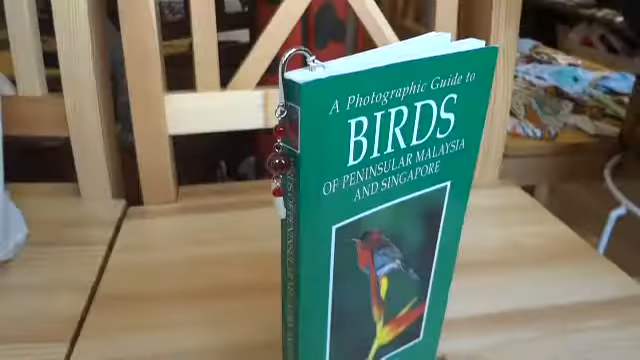 A Photographic Guide to
BIRDS
OF PENINSULAR MALAYSIA
AND SINGAPORE